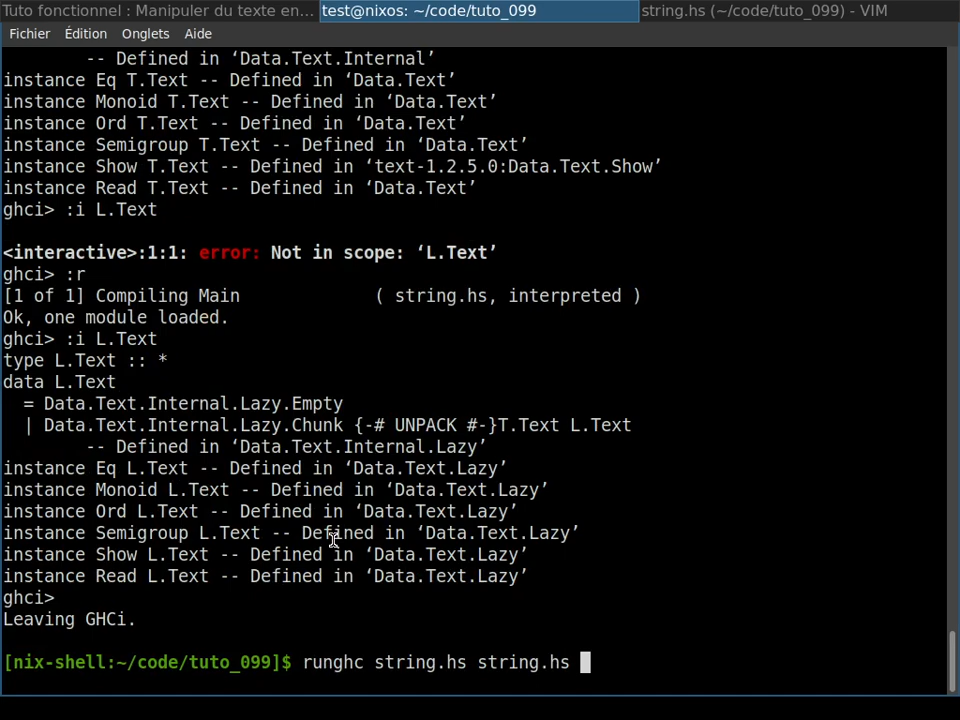 Tuto fonctionnel : Manipuler du texte en... test@nixos: ~/code/tuto_099 string.hs (~/code/tuto_099) - VIM
Fichier Édition Onglets Aide
-- Defined in ‘Data.Text.Internal’
instance Eq T.Text -- Defined in ‘Data.Text’
instance Monoid T.Text -- Defined in ‘Data.Text’
instance Ord T.Text -- Defined in ‘Data.Text’
instance Semigroup T.Text -- Defined in ‘Data.Text’
instance Show T.Text -- Defined in ‘text-1.2.5.0:Data.Text.Show’
instance Read T.Text -- Defined in ‘Data.Text’
ghci> :i L.Text
<interactive>:1:1: error: Not in scope: ‘L.Text’
ghci> :r
[1 of 1] Compiling Main ( string.hs, interpreted )
Ok, one module loaded.
ghci> :i L.Text
type L.Text :: *
data L.Text
= Data.Text.Internal.Lazy.Empty
| Data.Text.Internal.Lazy.Chunk {-# UNPACK #-}T.Text L.Text
-- Defined in ‘Data.Text.Internal.Lazy’
instance Eq L.Text -- Defined in ‘Data.Text.Lazy’
instance Monoid L.Text -- Defined in ‘Data.Text.Lazy’
instance Ord L.Text -- Defined in ‘Data.Text.Lazy’
instance Semigroup L.Text -- Defined in ‘Data.Text.Lazy’
instance Show L.Text -- Defined in ‘Data.Text.Lazy’
instance Read L.Text -- Defined in ‘Data.Text.Lazy’
ghci>
Leaving GHCi.
[nix-shell:~/code/tuto_099]$ runghc string.hs string.hs